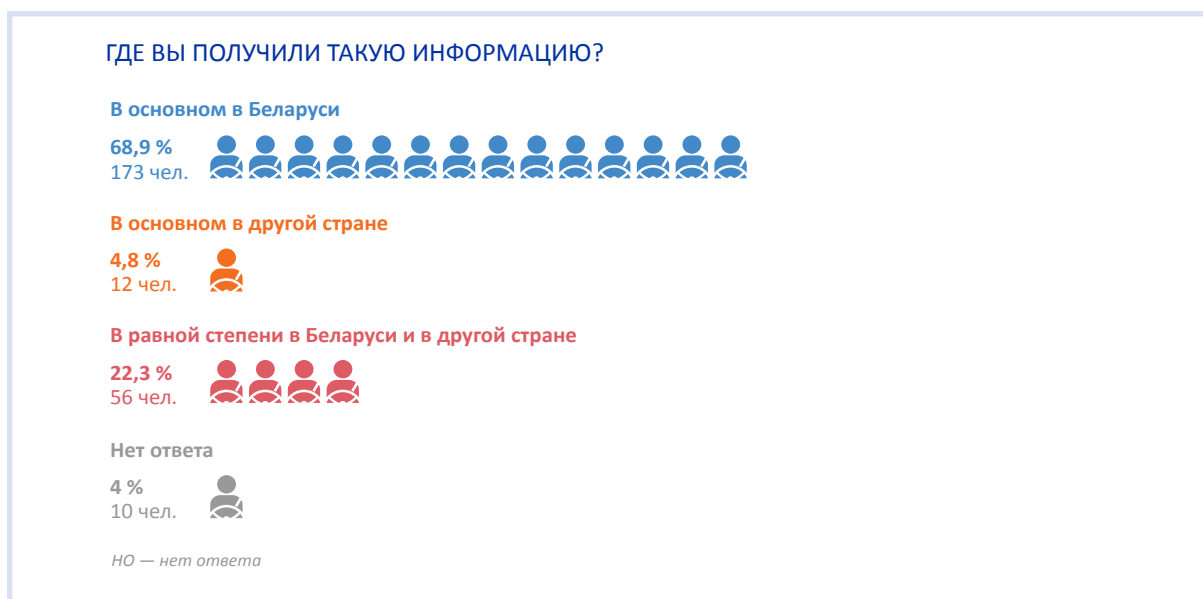 ГДЕ ВЫ ПОЛУЧИЛИ ТАКУЮ ИНФОРМАЦИЮ?
В основном в Беларуси
68,9 %
173 чел.
В основном в другой стране
4,8 %
12 чел.
В равной степени в Беларуси и в другой стране
22,3 %
56 чел.
Нет ответа
4 %
10 чел.
НО — нет ответа